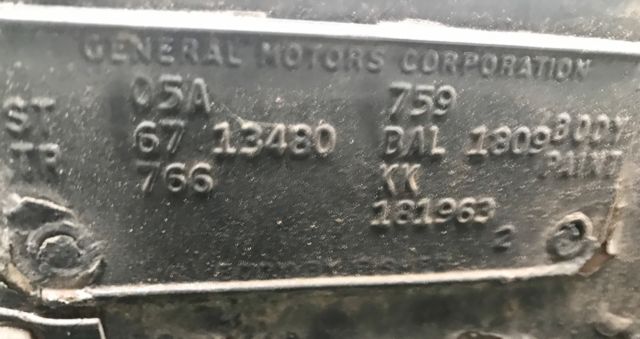 GENERAL MOTORS CORPORATION
05A 759
ST 67 13480 BAL 1809 BODY
TR 766 KK PAINT
181963
2